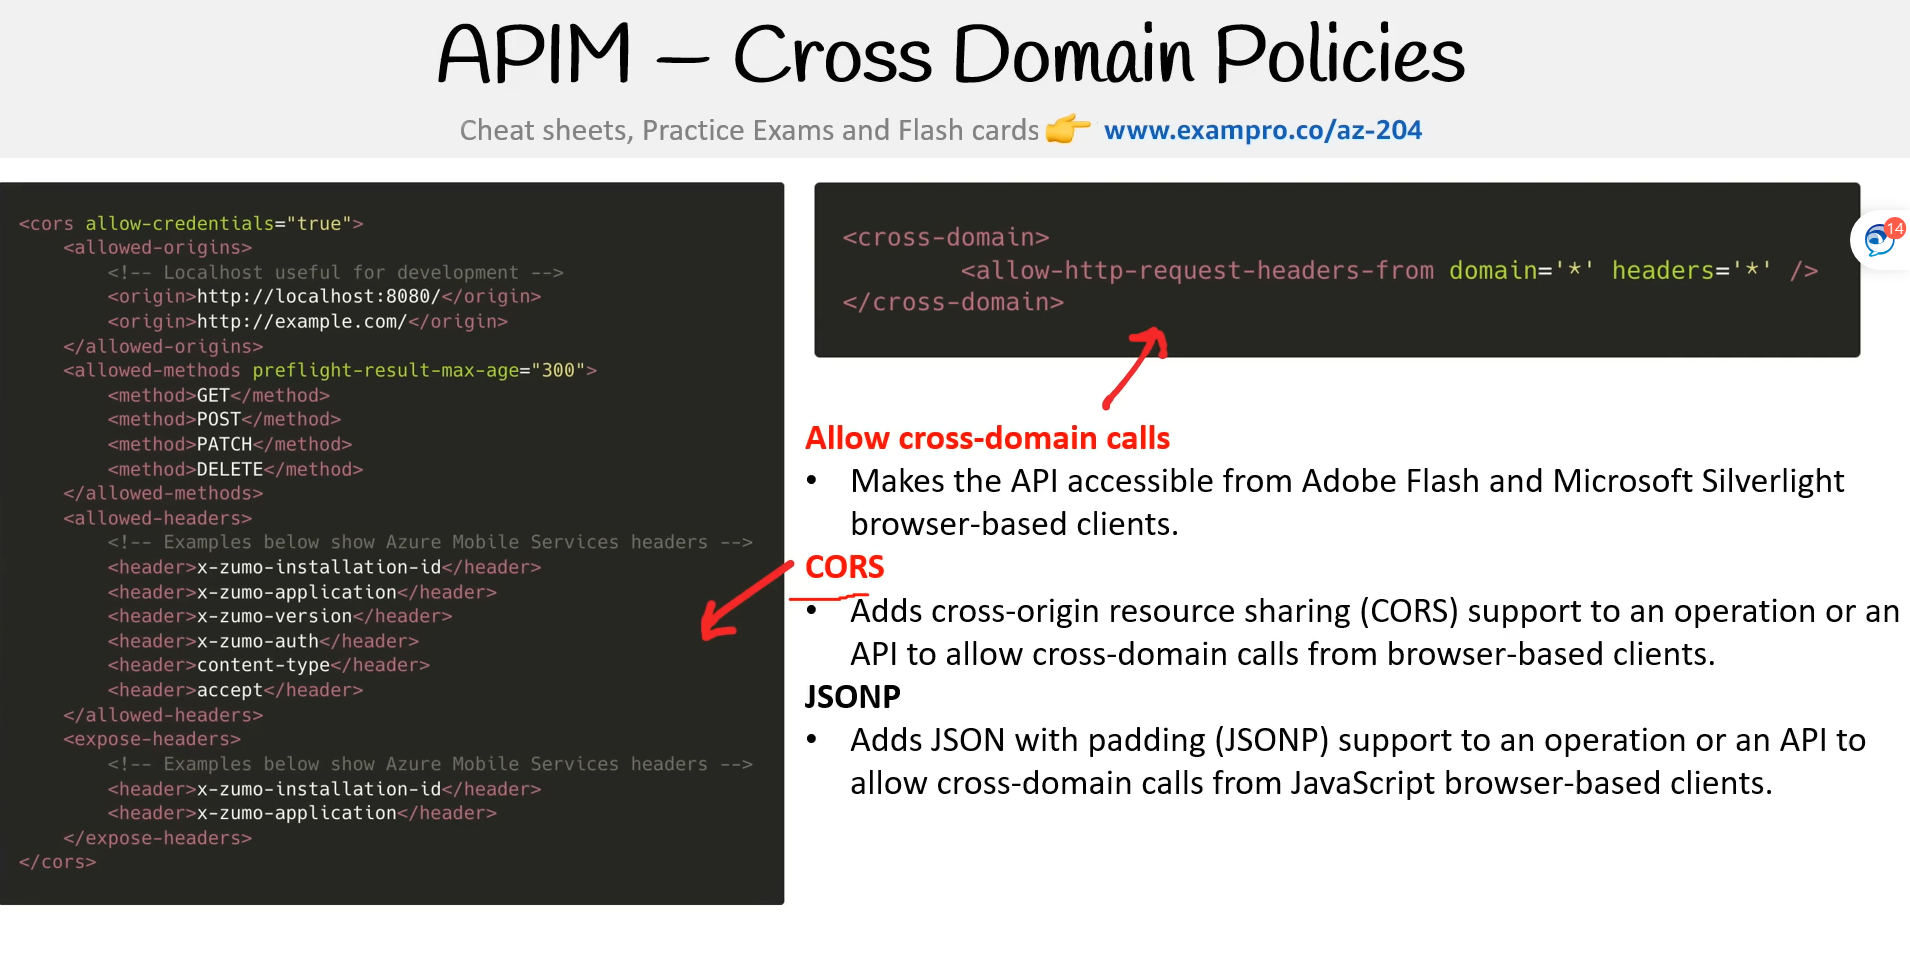 APIM – Cross Domain Policies
Cheat sheets, Practice Exams and Flash cards 👉 www.exampro.co/az-204
<cors allow-credentials="true">
    <allowed-origins>
        <!-- Localhost useful for development -->
        <origin>http://localhost:8080/</origin>
        <origin>http://example.com/</origin>
    </allowed-origins>
    <allowed-methods preflight-result-max-age="300">
        <method>GET</method>
        <method>POST</method>
        <method>PATCH</method>
        <method>DELETE</method>
    </allowed-methods>
    <allowed-headers>
        <!-- Examples below show Azure Mobile Services headers -->
        <header>x-zumo-installation-id</header>
        <header>x-zumo-application</header>
        <header>x-zumo-version</header>
        <header>x-zumo-auth</header>
        <header>content-type</header>
        <header>accept</header>
    </allowed-headers>
    <expose-headers>
        <!-- Examples below show Azure Mobile Services headers -->
        <header>x-zumo-installation-id</header>
        <header>x-zumo-application</header>
    </expose-headers>
</cors>
<cross-domain>
        <allow-http-request-headers-from domain='*' headers='*' />
</cross-domain>
14
Allow cross-domain calls
• Makes the API accessible from Adobe Flash and Microsoft Silverlight
browser-based clients.
CORS
• Adds cross-origin resource sharing (CORS) support to an operation or an
API to allow cross-domain calls from browser-based clients.
JSONP
• Adds JSON with padding (JSONP) support to an operation or an API to
allow cross-domain calls from JavaScript browser-based clients.